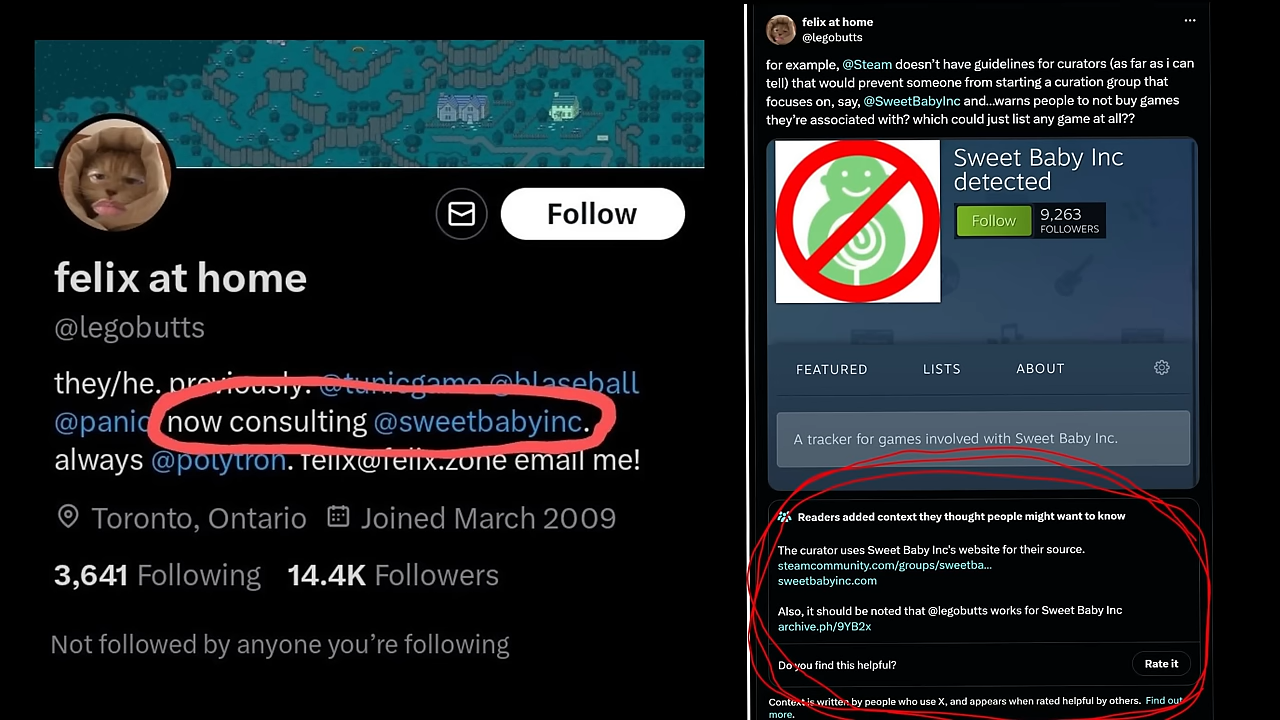 Follow
felix at home
@legobutts
they/he. previously: @tunicgame @blaseball
@panic now consulting @sweetbabyinc.
always @polytron. felix@felix.zone email me!
Toronto, Ontario Joined March 2009
3,641 Following 14.4K Followers
Not followed by anyone you're following
felix at home
@legobutts
for example, @Steam doesn't have guidelines for curators (as far as i can
tell) that would prevent someone from starting a curation group that
focuses on, say, @SweetBabyInc and...warns people to not buy games
they're associated with? which could just list any game at all??
Sweet Baby Inc
detected
Follow 9,263
FOLLOWERS
FEATURED LISTS ABOUT
A tracker for games involved with Sweet Baby Inc.
Readers added context they thought people might want to know
The curator uses Sweet Baby Inc's website for their source.
steamcommunity.com/groups/sweetba...
sweetbabyinc.com
Also, it should be noted that @legobutts works for Sweet Baby Inc
archive.ph/9YB2x
Do you find this helpful? Rate it
Context is written by people who use X, and appears when rated helpful by others. Find out
more.